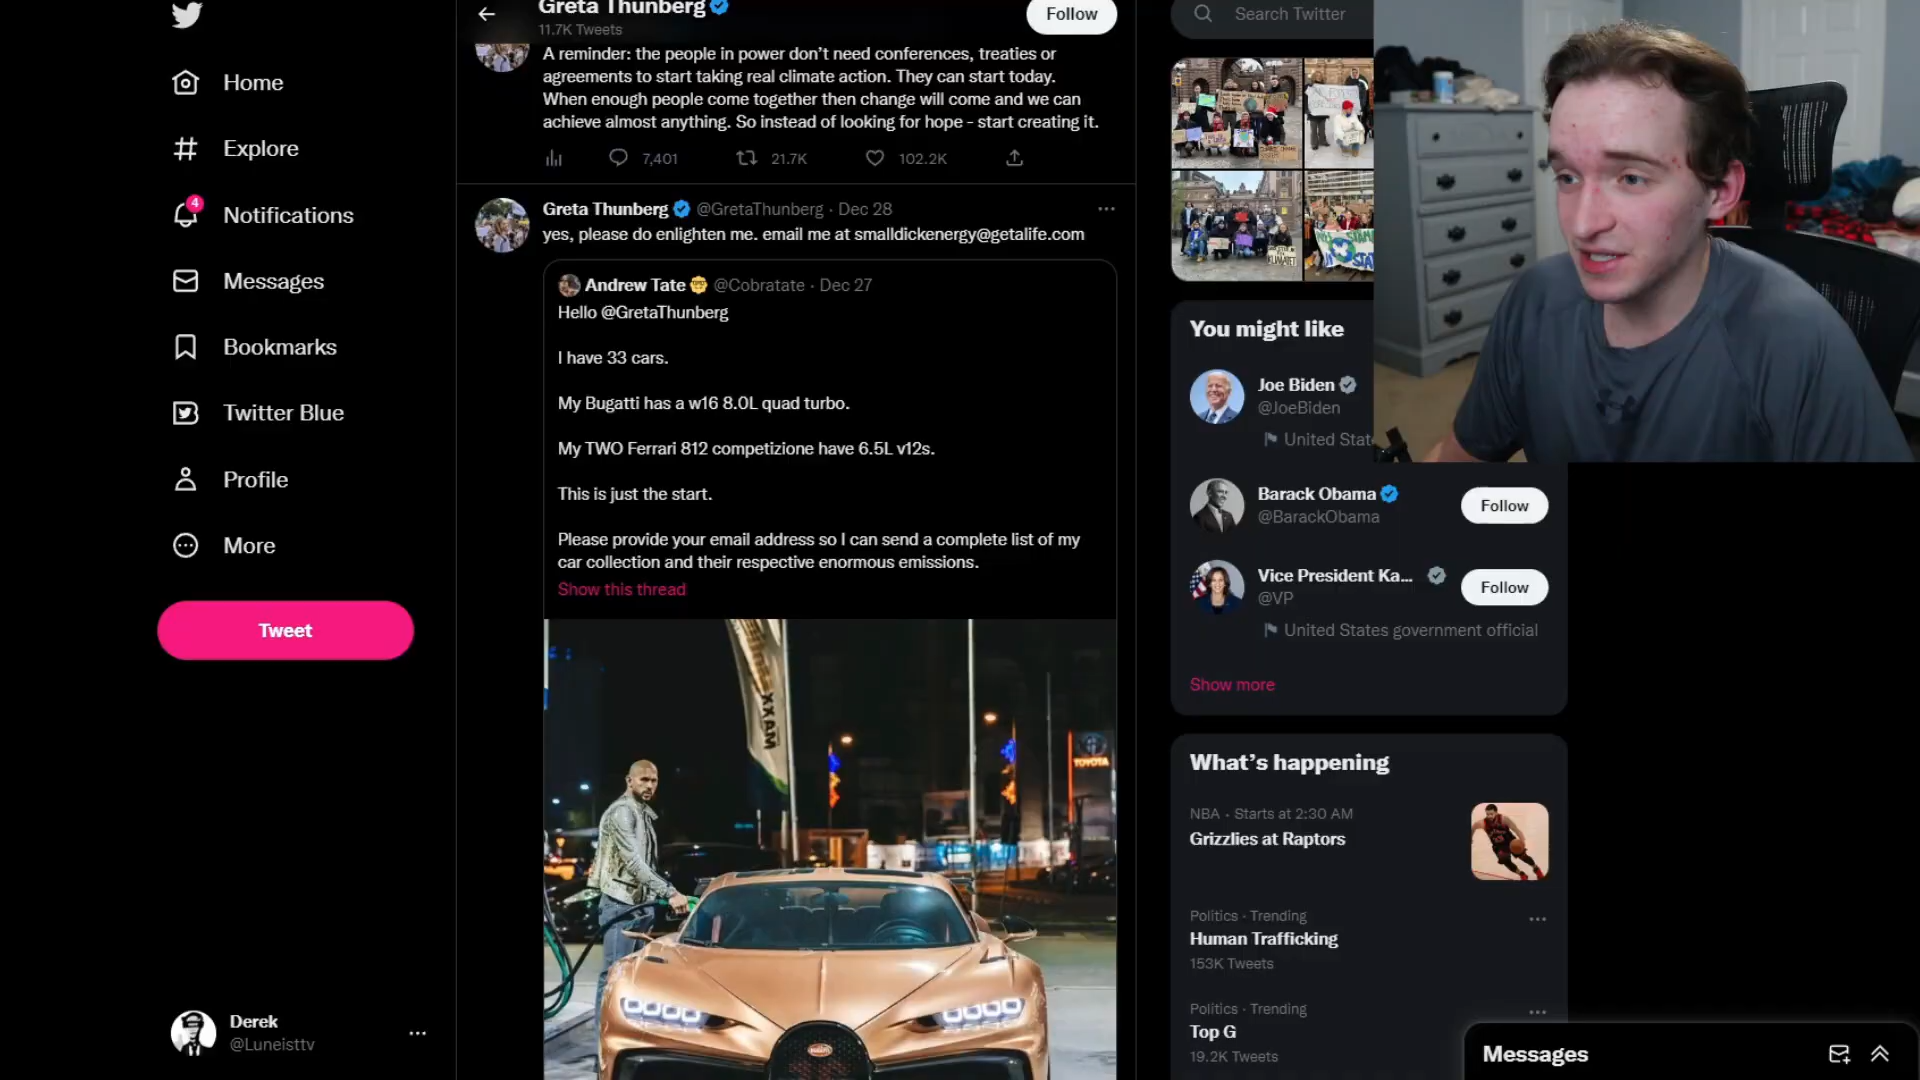 Home
Explore
4
Notifications
Messages
Bookmarks
Twitter Blue
Profile
More
Tweet
Derek
@Luneisttv
Greta Thunberg
11.7K Tweets
Follow
A reminder: the people in power don’t need conferences, treaties or
agreements to start taking real climate action. They can start today.
When enough people come together then change will come and we can
achieve almost anything. So instead of looking for hope - start creating it.
7,401 21.7K 102.2K
Greta Thunberg @GretaThunberg · Dec 28
yes, please do enlighten me. email me at smalldickenergy@getalife.com
Andrew Tate @Cobratate · Dec 27
Hello @GretaThunberg
I have 33 cars.
My Bugatti has a w16 8.0L quad turbo.
My TWO Ferrari 812 competizione have 6.5L v12s.
This is just the start.
Please provide your email address so I can send a complete list of my
car collection and their respective enormous emissions.
Show this thread
TOYOTA
Search Twitter
You might like
Joe Biden
@JoeBiden
United Stat
Barack Obama
@BarackObama
Follow
Vice President Ka...
@VP
Follow
United States government official
Show more
What’s happening
NBA · Starts at 2:30 AM
Grizzlies at Raptors
Politics · Trending
Human Trafficking
153K Tweets
Politics · Trending
Top G
19.2K Tweets
Messages